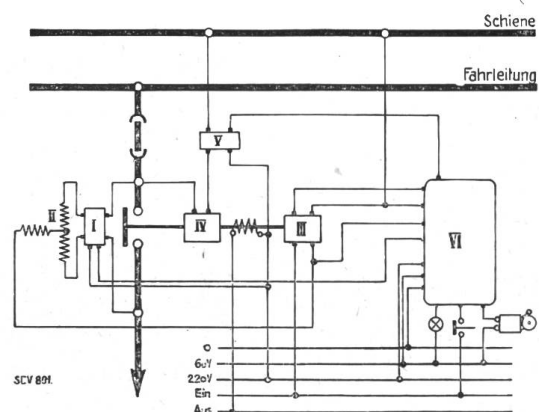 Schiene
Fahrleitung
V
II
I
IV
III
VI
0
60V
220V
SCV 801.
Ein
Aus